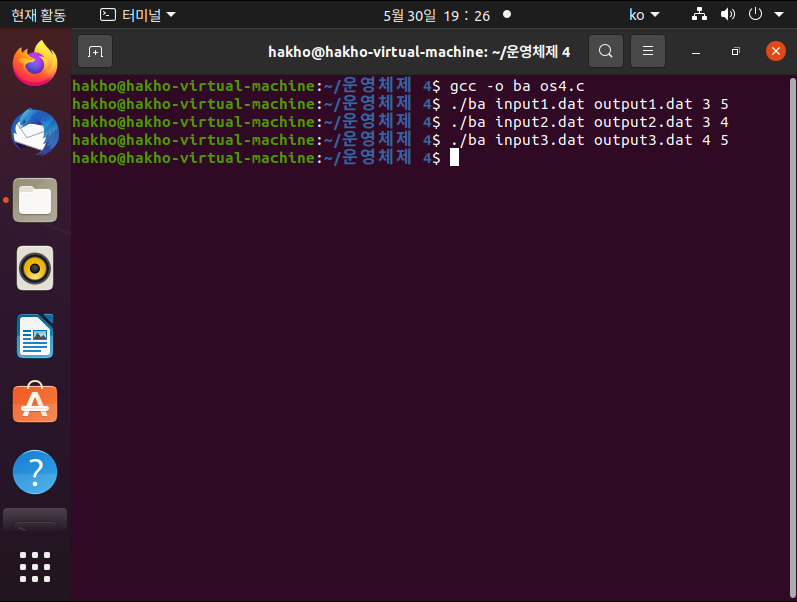 현재 활동 터미널 5월 30일 19 : 26 ko
hakho@hakho-virtual-machine: ~/운영체제 4
hakho@hakho-virtual-machine:~/운영체제 4$ gcc -o ba os4.c
hakho@hakho-virtual-machine:~/운영체제 4$ ./ba input1.dat output1.dat 3 5
hakho@hakho-virtual-machine:~/운영체제 4$ ./ba input2.dat output2.dat 3 4
hakho@hakho-virtual-machine:~/운영체제 4$ ./ba input3.dat output3.dat 4 5
hakho@hakho-virtual-machine:~/운영체제 4$